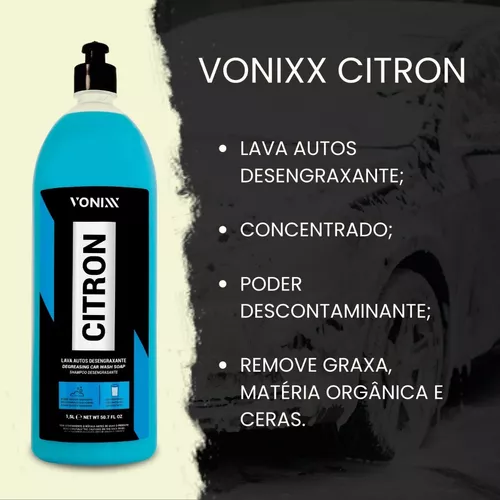 VONIXX CITRON
• LAVA AUTOS
DESENGRAXANTE;
• CONCENTRADO;
• PODER
DESCONTAMINANTE;
• REMOVE GRAXA,
MATÉRIA ORGÂNICA E
CERAS.
VONIXX
CITRON
LAVA AUTOS DESENGRAXANTE
DEGREASING CAR WASH SOAP
SHAMPOO DESENGRASANTE
1,5L NET WT 50.7 FL OZ